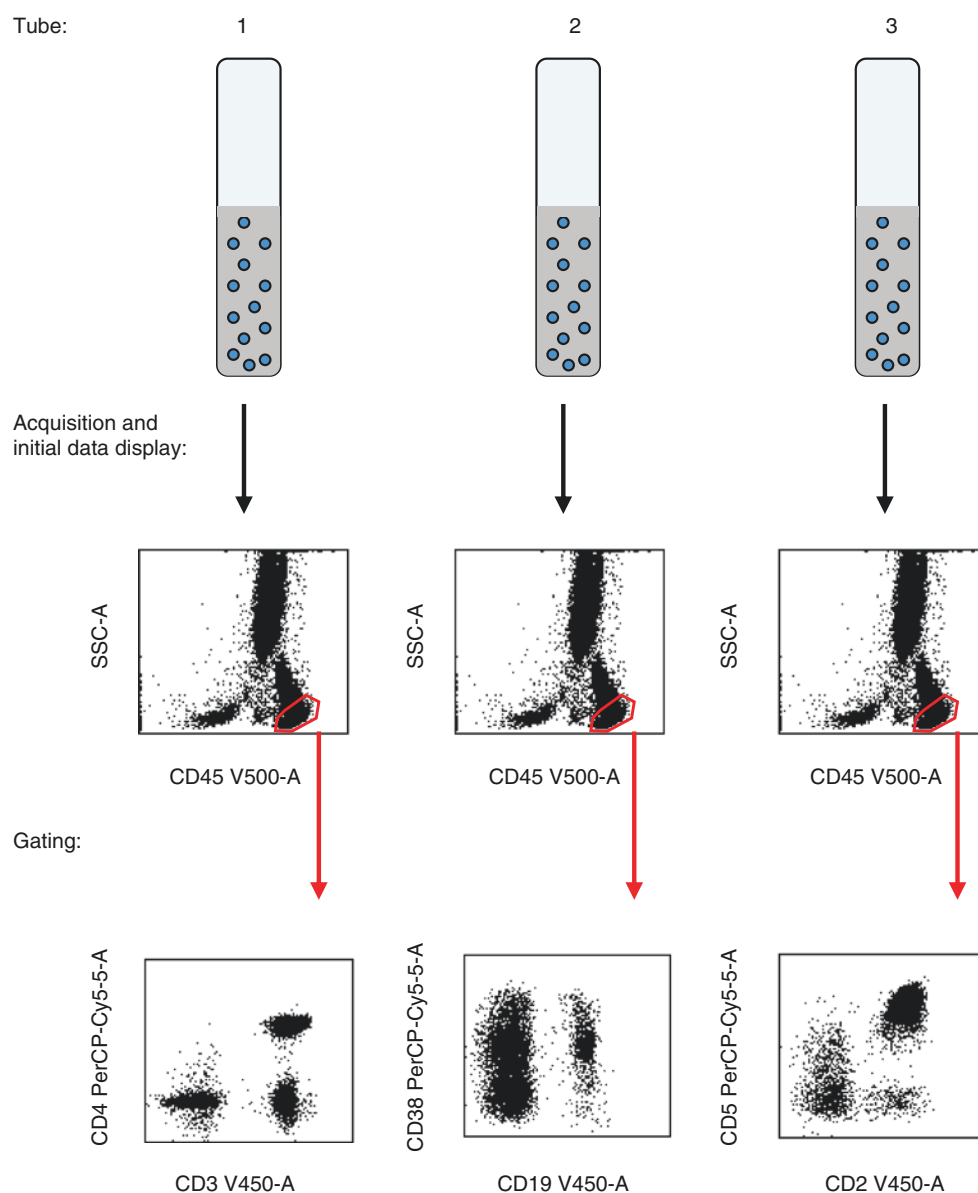 Tube:
1
2
3
Acquisition and
initial data display:
SSC-A
SSC-A
SSC-A
CD45 V500-A
CD45 V500-A
CD45 V500-A
Gating:
CD4 PerCP-Cy5-5-A
CD38 PerCP-Cy5-5-A
CD5 PerCP-Cy5-5-A
CD3 V450-A
CD19 V450-A
CD2 V450-A